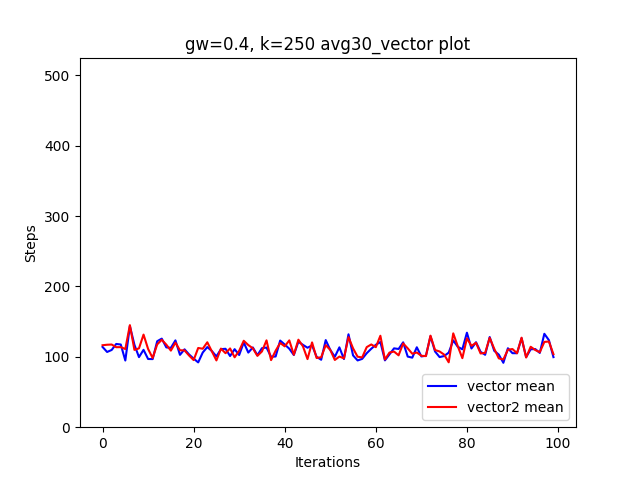 gw=0.4, k=250 avg30_vector plot
500
400
300
200
100
0
Steps
0 20 40 60 80 100
Iterations
vector mean
vector2 mean